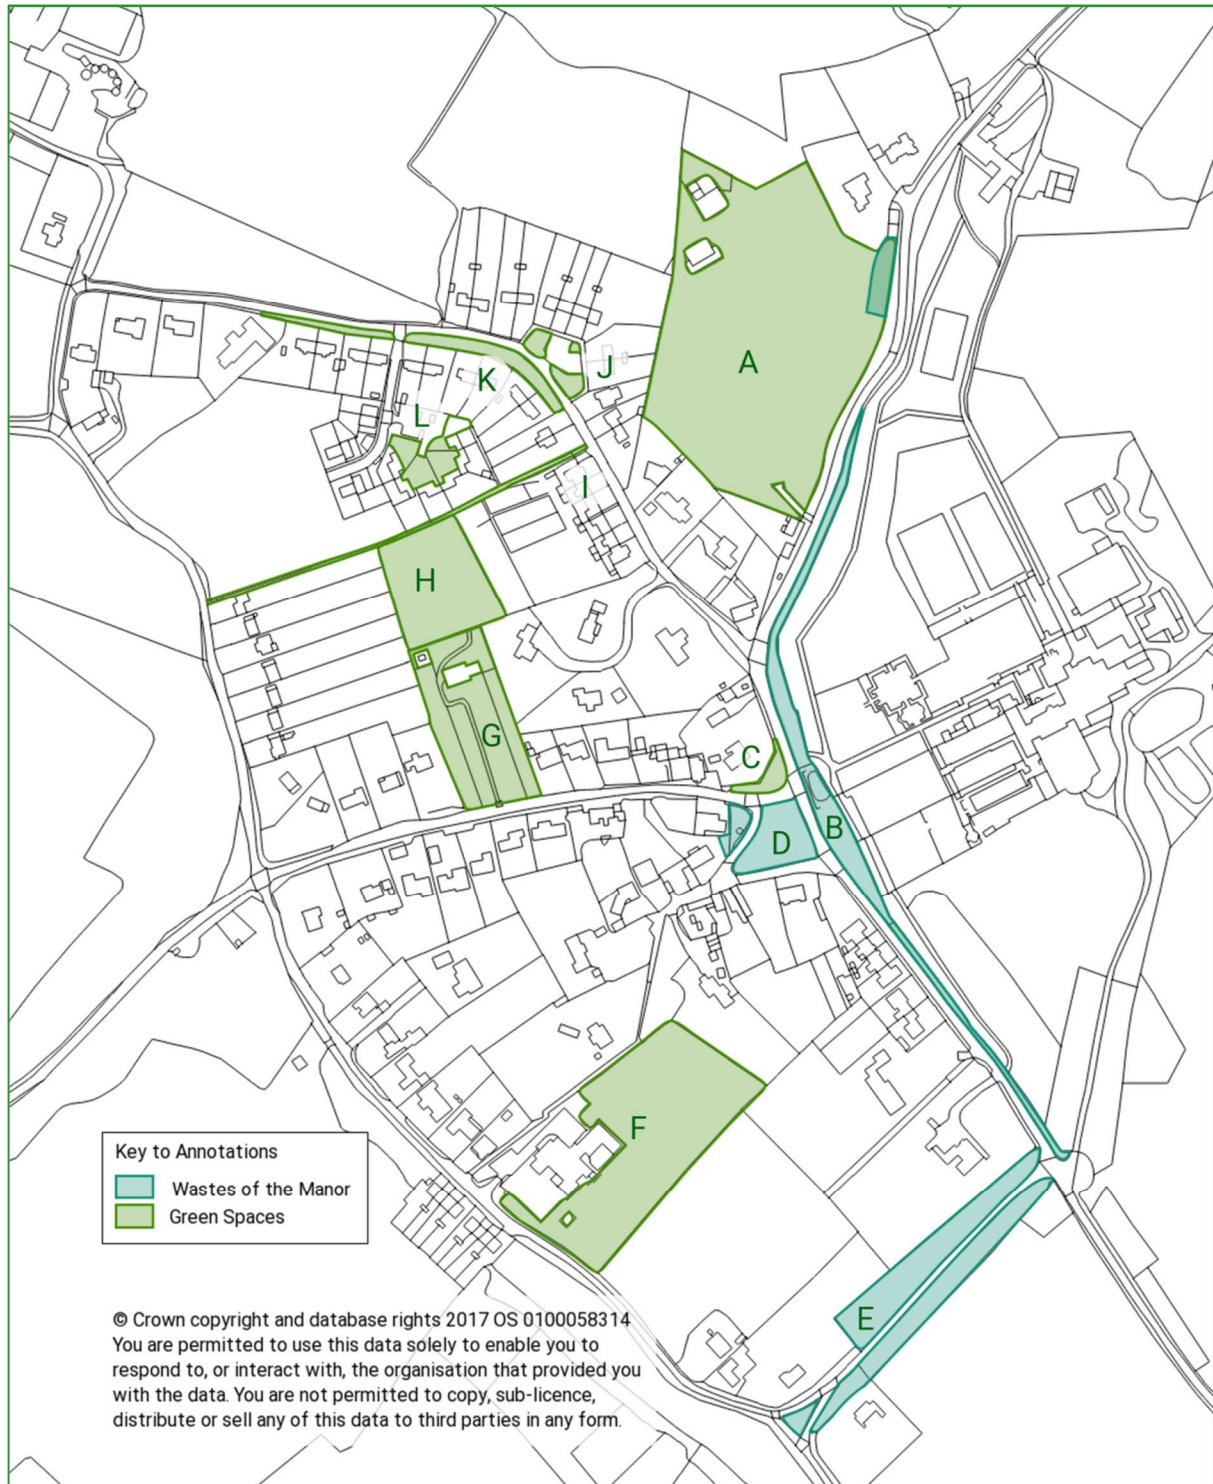 A
J
K
L
I
H
G
C
B
D
F
Key to Annotations
Wastes of the Manor
Green Spaces
E
© Crown copyright and database rights 2017 OS 0100058314
You are permitted to use this data solely to enable you to
respond to, or interact with, the organisation that provided you
with the data. You are not permitted to copy, sub-licence,
distribute or sell any of this data to third parties in any form.